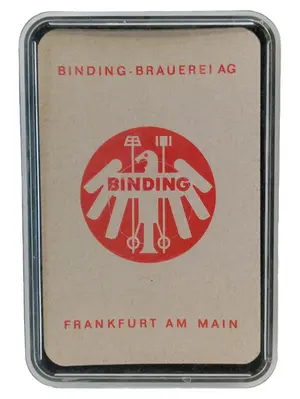 BINDING-BRAUEREI AG
BINDING
FRANKFURT AM MAIN